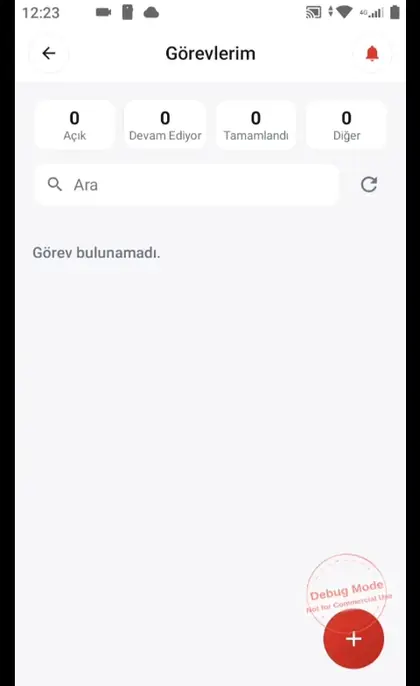 12:23
4G
Görevlerim
0
Açık
0
Devam Ediyor
0
Tamamlandı
0
Diğer
Ara
Görev bulunamadı.
Debug Mode
Not for Commercial Use
+